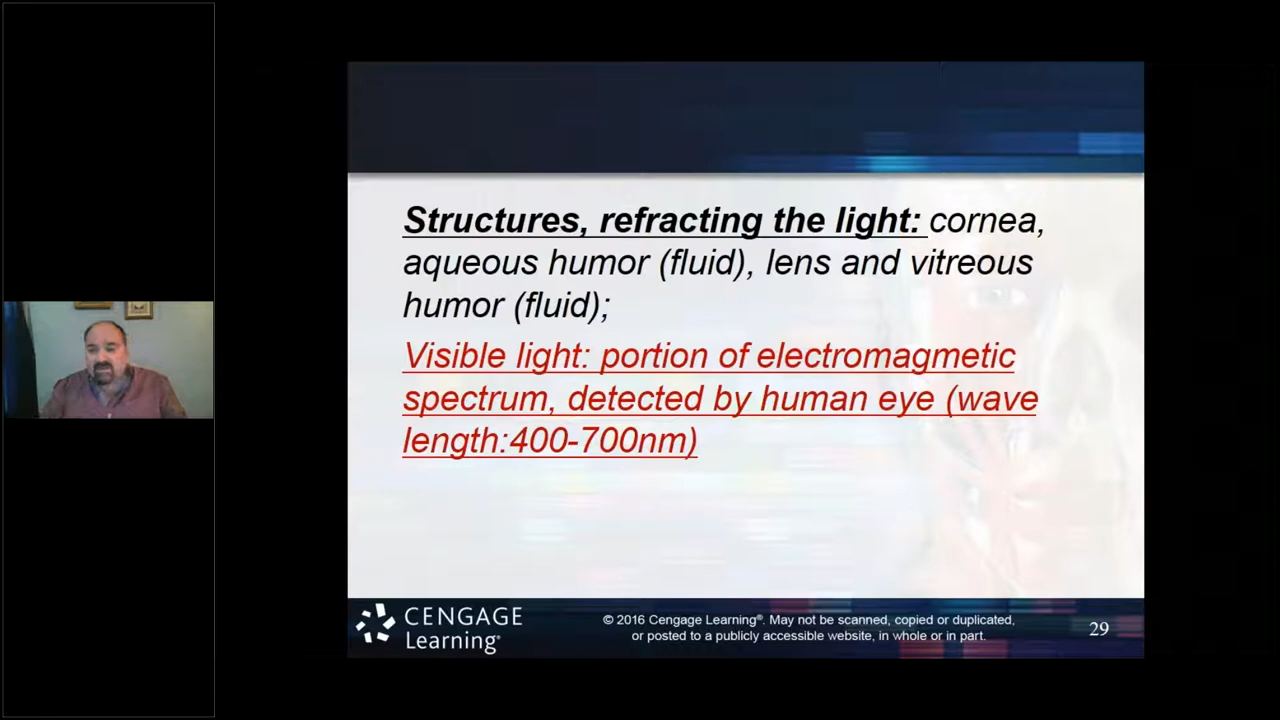 Structures, refracting the light: cornea,
aqueous humor (fluid), lens and vitreous
humor (fluid);
Visible light: portion of electromagmetic
spectrum, detected by human eye (wave
length:400-700nm)
CENGAGE
Learning®
© 2016 Cengage Learning®. May not be scanned, copied or duplicated,
or posted to a publicly accessible website, in whole or in part.
29